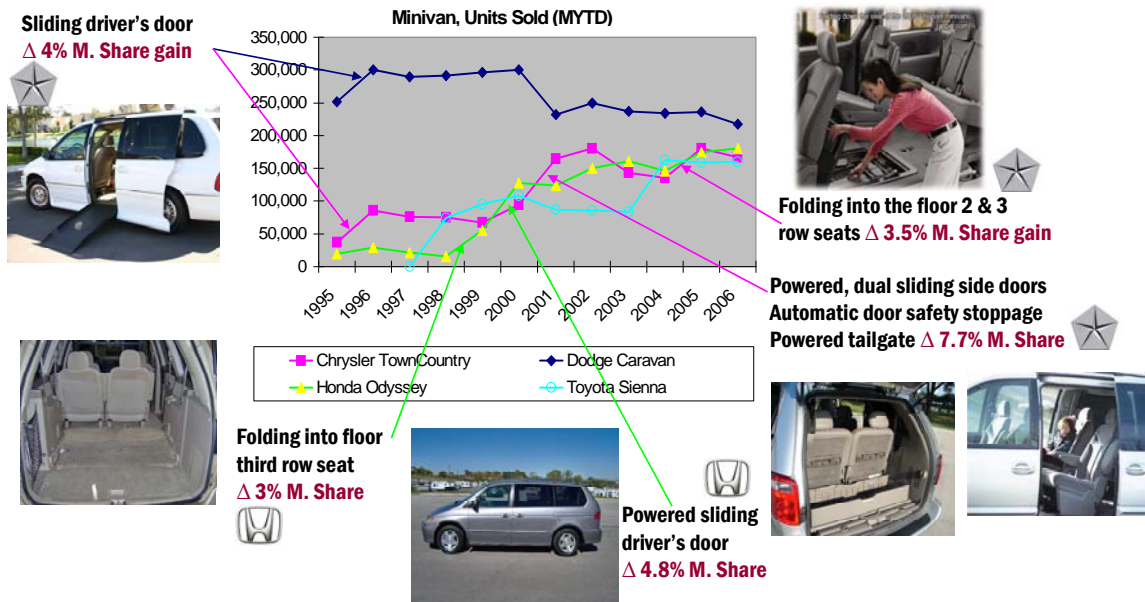 Minivan, Units Sold (MYTD)
Sliding driver's door
Δ 4% M. Share gain
350,000
300,000
250,000
200,000
150,000
100,000
50,000
0
1995
1996
1997
1998
1999
2000
2001
2002
2003
2004
2005
2006
Chrysler TownCountry
Dodge Caravan
Honda Odyssey
Toyota Sienna
Folding into the floor 2 & 3
row seats Δ 3.5% M. Share gain
Powered, dual sliding side doors
Automatic door safety stoppage
Powered tailgate Δ 7.7% M. Share
Folding into floor
third row seat
Δ 3% M. Share
Powered sliding
driver's door
Δ 4.8% M. Share